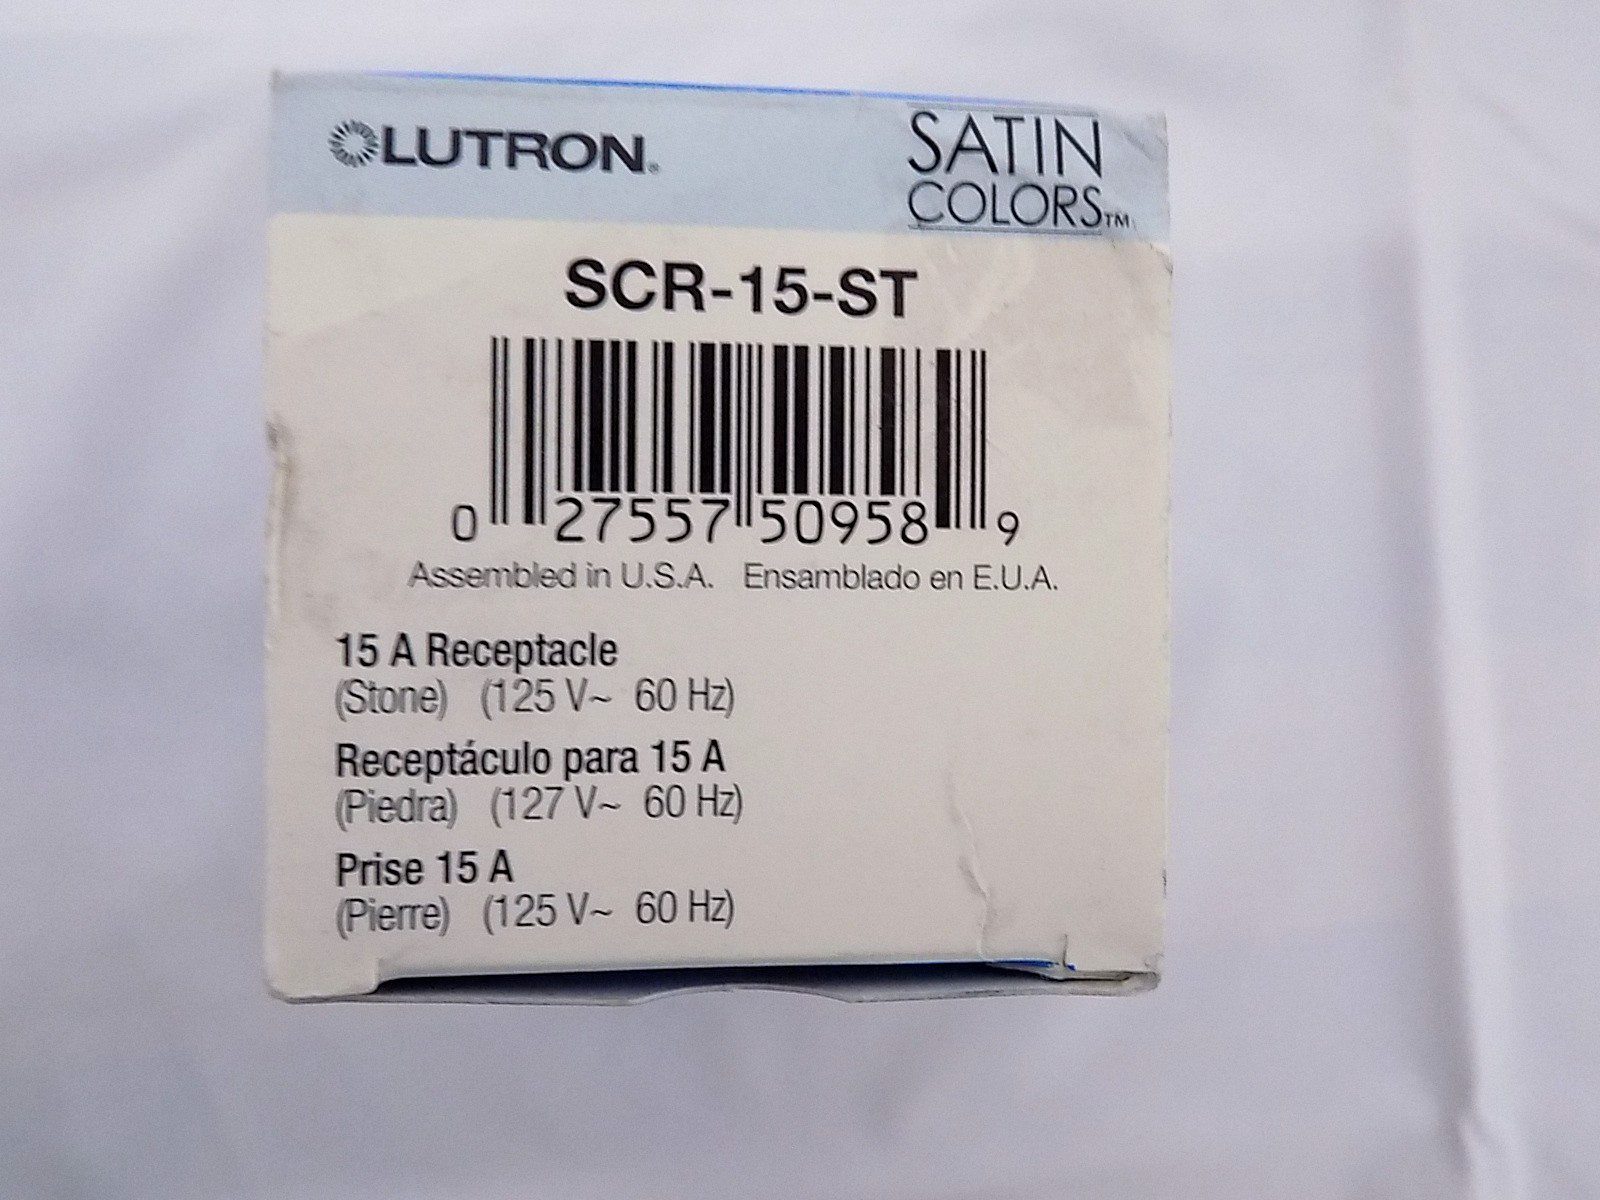 LUTRON®
SATIN
COLORS™
SCR-15-ST
0 27557 50958 9
Assembled in U.S.A. Ensamblado en E.U.A.
15 A Receptacle
(Stone) (125 V~ 60 Hz)
Receptáculo para 15 A
(Piedra) (127 V~ 60 Hz)
Prise 15 A
(Pierre) (125 V~ 60 Hz)